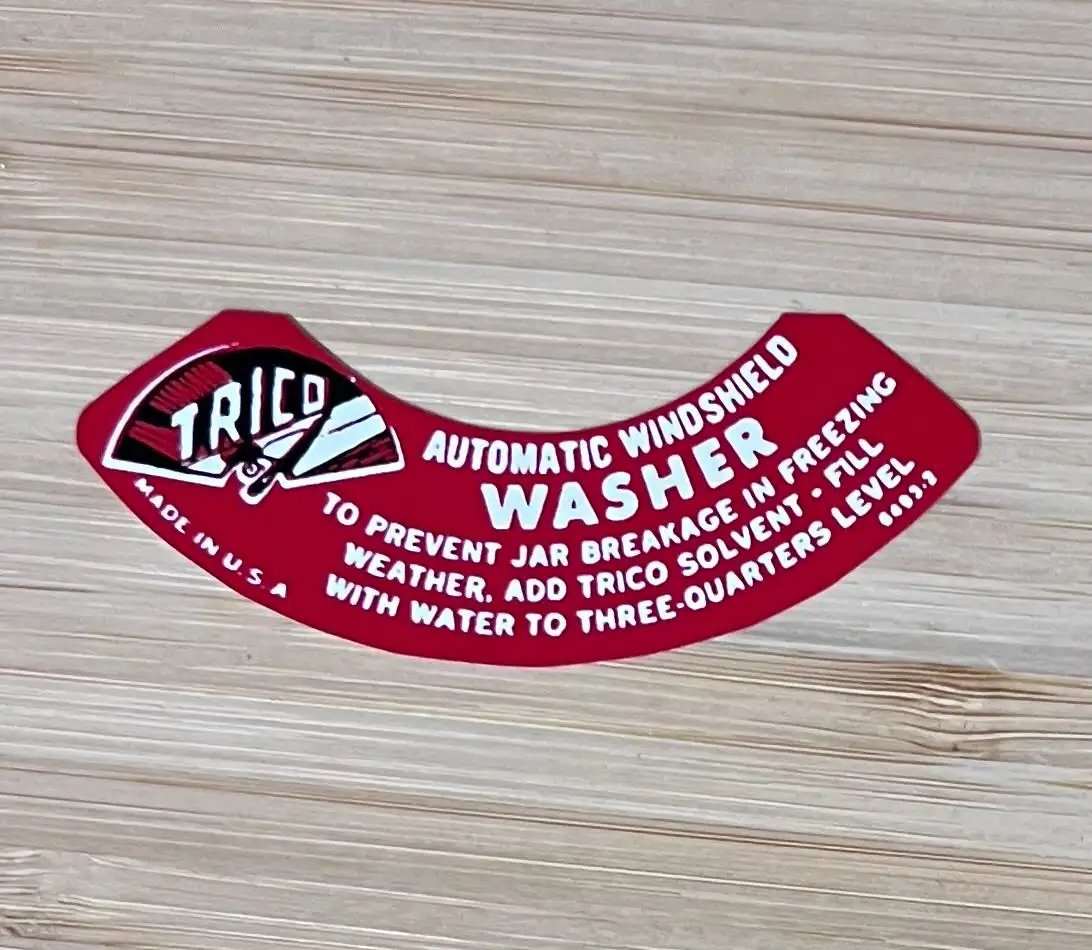 TRICO
MADE IN U.S.A
AUTOMATIC WINDSHIELD
WASHER
TO PREVENT JAR BREAKAGE IN FREEZING
WEATHER, ADD TRICO SOLVENT • FILL
WITH WATER TO THREE-QUARTERS LEVEL